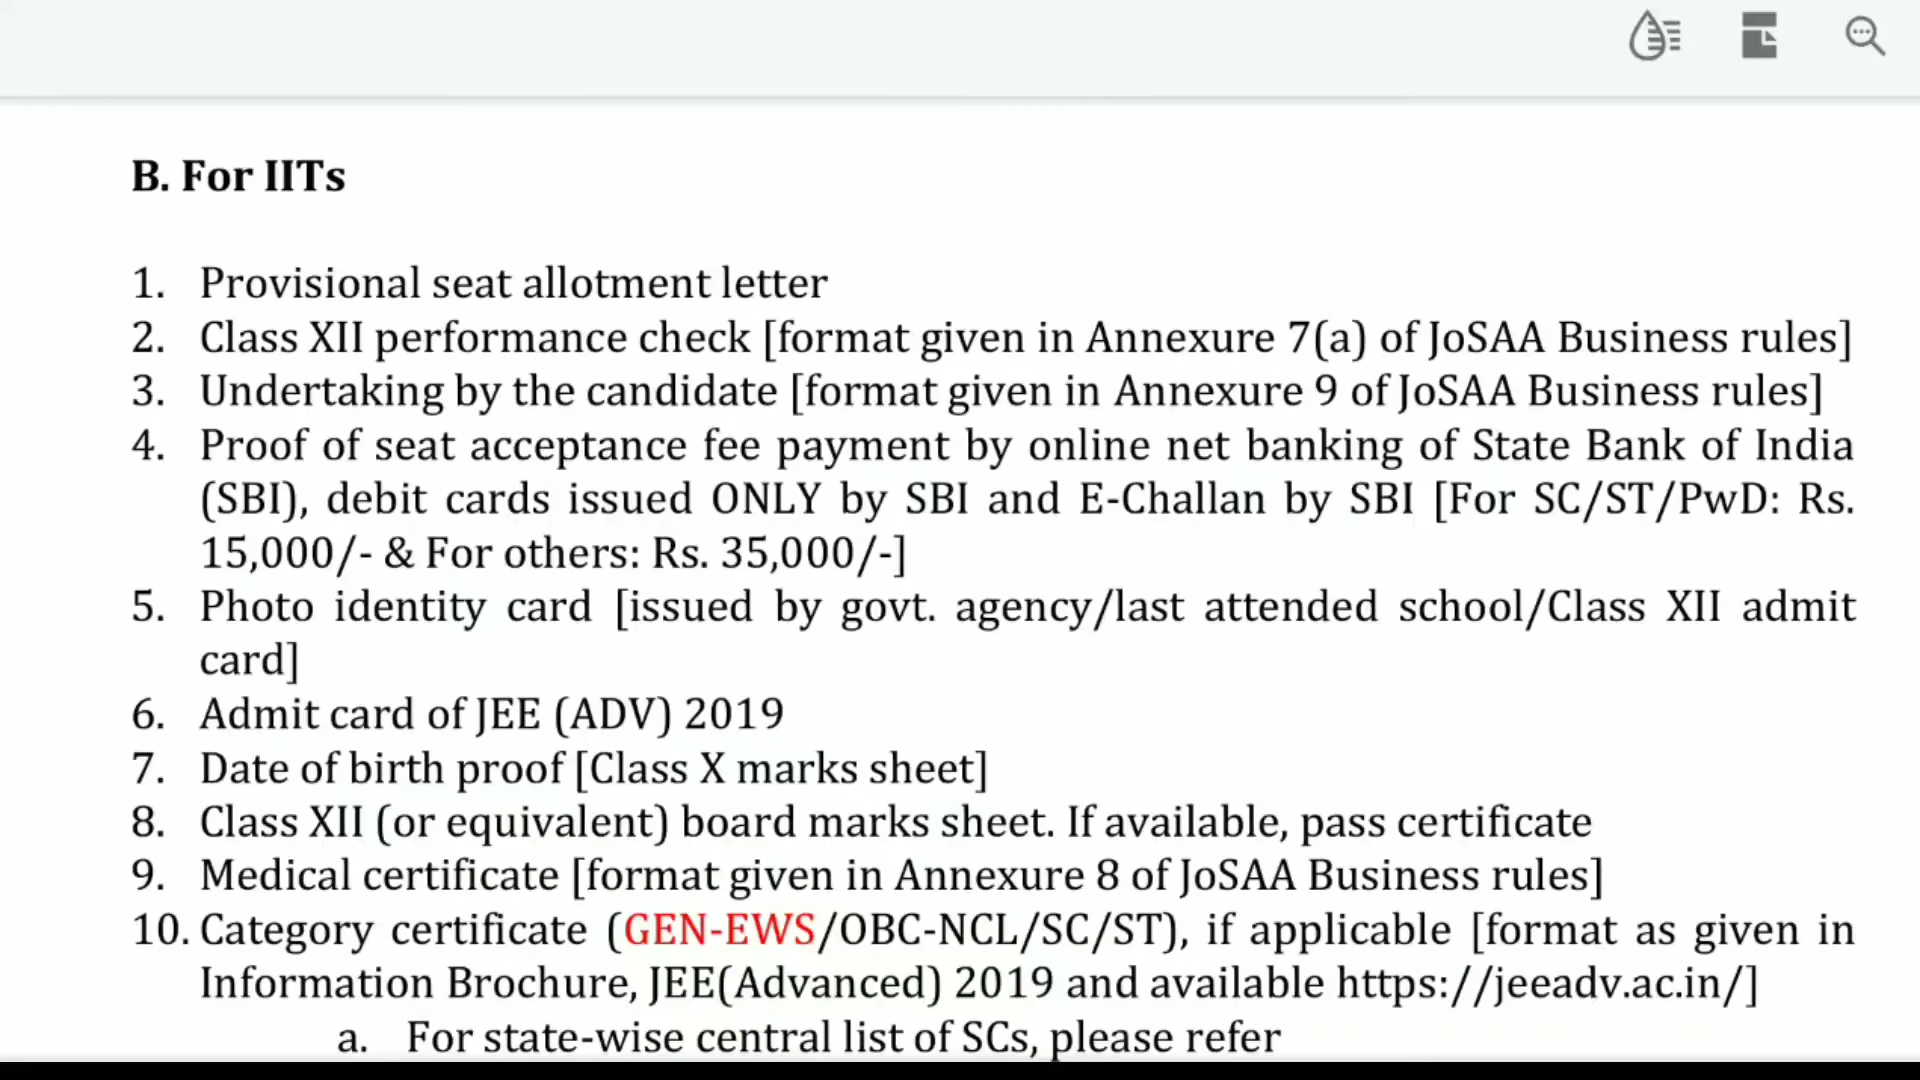 B. For IITs
1. Provisional seat allotment letter
2. Class XII performance check [format given in Annexure 7(a) of JoSAA Business rules]
3. Undertaking by the candidate [format given in Annexure 9 of JoSAA Business rules]
4. Proof of seat acceptance fee payment by online net banking of State Bank of India
(SBI), debit cards issued ONLY by SBI and E-Challan by SBI [For SC/ST/PwD: Rs.
15,000/- & For others: Rs. 35,000/-]
5. Photo identity card [issued by govt. agency/last attended school/Class XII admit
card]
6. Admit card of JEE (ADV) 2019
7. Date of birth proof [Class X marks sheet]
8. Class XII (or equivalent) board marks sheet. If available, pass certificate
9. Medical certificate [format given in Annexure 8 of JoSAA Business rules]
10. Category certificate (GEN-EWS/OBC-NCL/SC/ST), if applicable [format as given in
Information Brochure, JEE(Advanced) 2019 and available https://jeeadv.ac.in/]
a. For state-wise central list of SCs, please refer